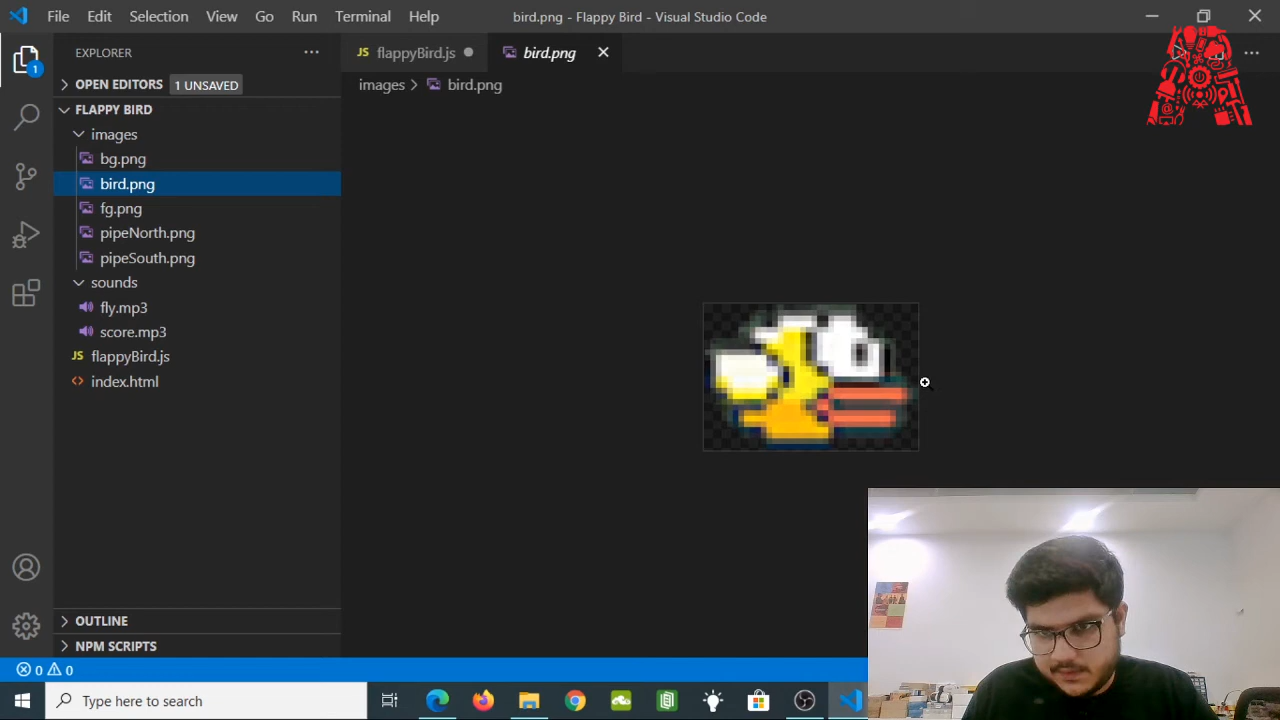 File Edit Selection View Go Run Terminal Help
bird.png - Flappy Bird - Visual Studio Code
EXPLORER
flappyBird.js
bird.png
OPEN EDITORS 1 UNSAVED
images > bird.png
FLAPPY BIRD
images
bg.png
bird.png
fg.png
pipeNorth.png
pipeSouth.png
sounds
fly.mp3
score.mp3
JS flappyBird.js
index.html
OUTLINE
NPM SCRIPTS
0 0
Type here to search